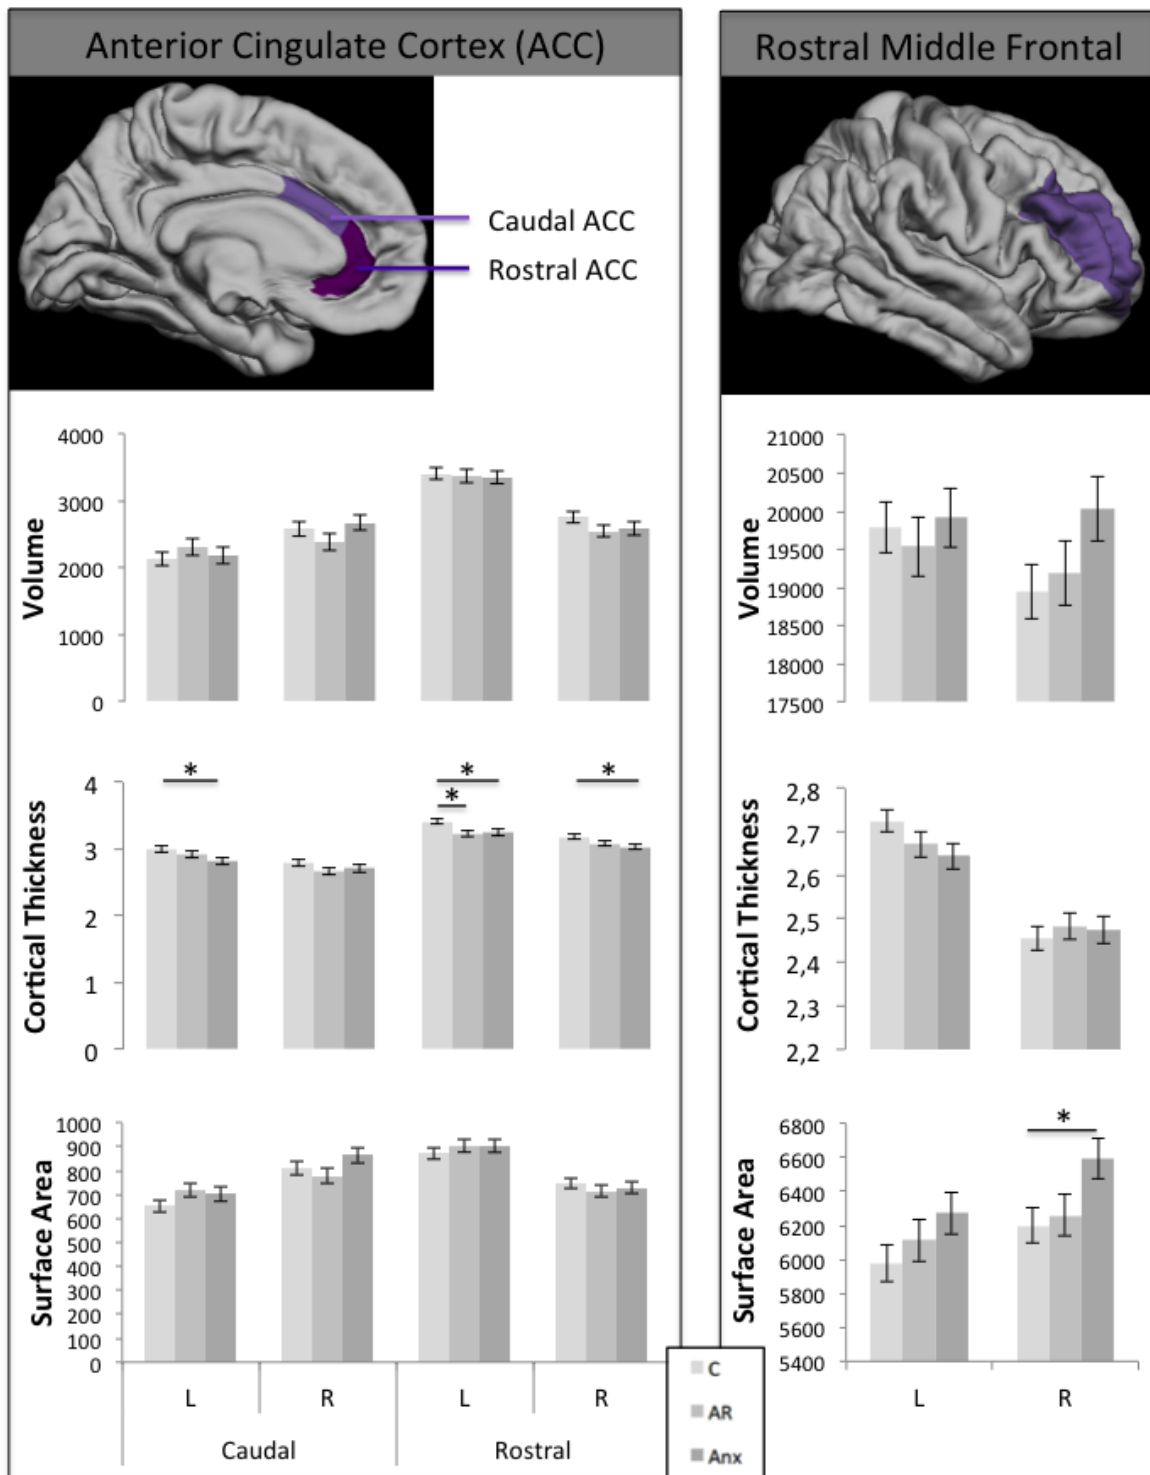 Anterior Cingulate Cortex (ACC)
Caudal ACC
Rostral ACC
Volume
4000
3000
2000
1000
0
Cortical Thickness
4
3
2
1
0
*
*
*
*
Surface Area
1000
900
800
700
600
500
400
300
200
100
0
L
R
L
R
Caudal
Rostral
Rostral Middle Frontal
Volume
21000
20500
20000
19500
19000
18500
18000
17500
Cortical Thickness
2,8
2,7
2,6
2,5
2,4
2,3
2,2
Surface Area
6800
6600
6400
6200
6000
5800
5600
5400
*
L
R
C
AR
Anx